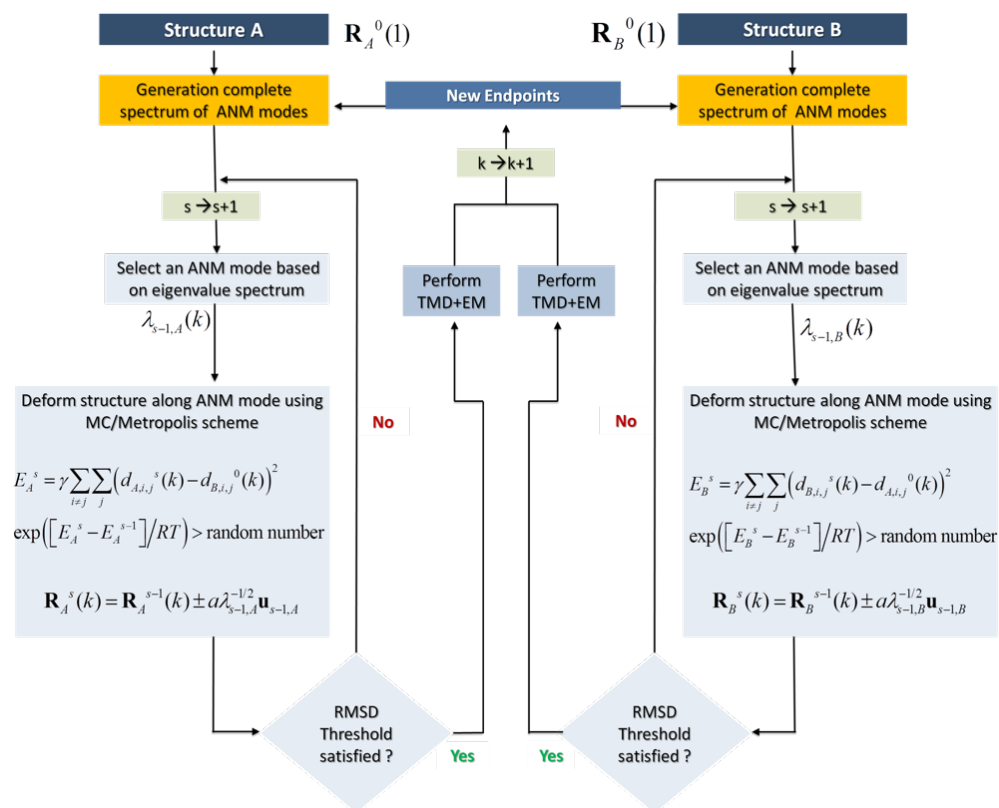 Structure A
R_A^0(1)
R_B^0(1)
Structure B
Generation complete
spectrum of ANM modes
New Endpoints
Generation complete
spectrum of ANM modes
k → k+1
s → s+1
s → s+1
Select an ANM mode based
on eigenvalue spectrum
Perform
TMD+EM
Perform
TMD+EM
Select an ANM mode based
on eigenvalue spectrum
λ_{s-1,A}(k)
λ_{s-1,B}(k)
Deform structure along ANM mode using
MC/Metropolis scheme
E_A^s = γ∑_{i≠j}∑_j(d_{A,i,j}^s(k) − d_{B,i,j}^0(k))^2
exp([E_A^s − E_A^{s-1}]/RT) > random number
R_A^s(k) = R_A^{s-1}(k) ± aλ_{s-1,A}^{-1/2} u_{s-1,A}
No
No
Deform structure along ANM mode using
MC/Metropolis scheme
E_B^s = γ∑_{i≠j}∑_j(d_{B,i,j}^s(k) − d_{A,i,j}^0(k))^2
exp([E_B^s − E_B^{s-1}]/RT) > random number
R_B^s(k) = R_B^{s-1}(k) ± aλ_{s-1,B}^{-1/2} u_{s-1,B}
RMSD
Threshold
satisfied ?
Yes
Yes
RMSD
Threshold
satisfied ?